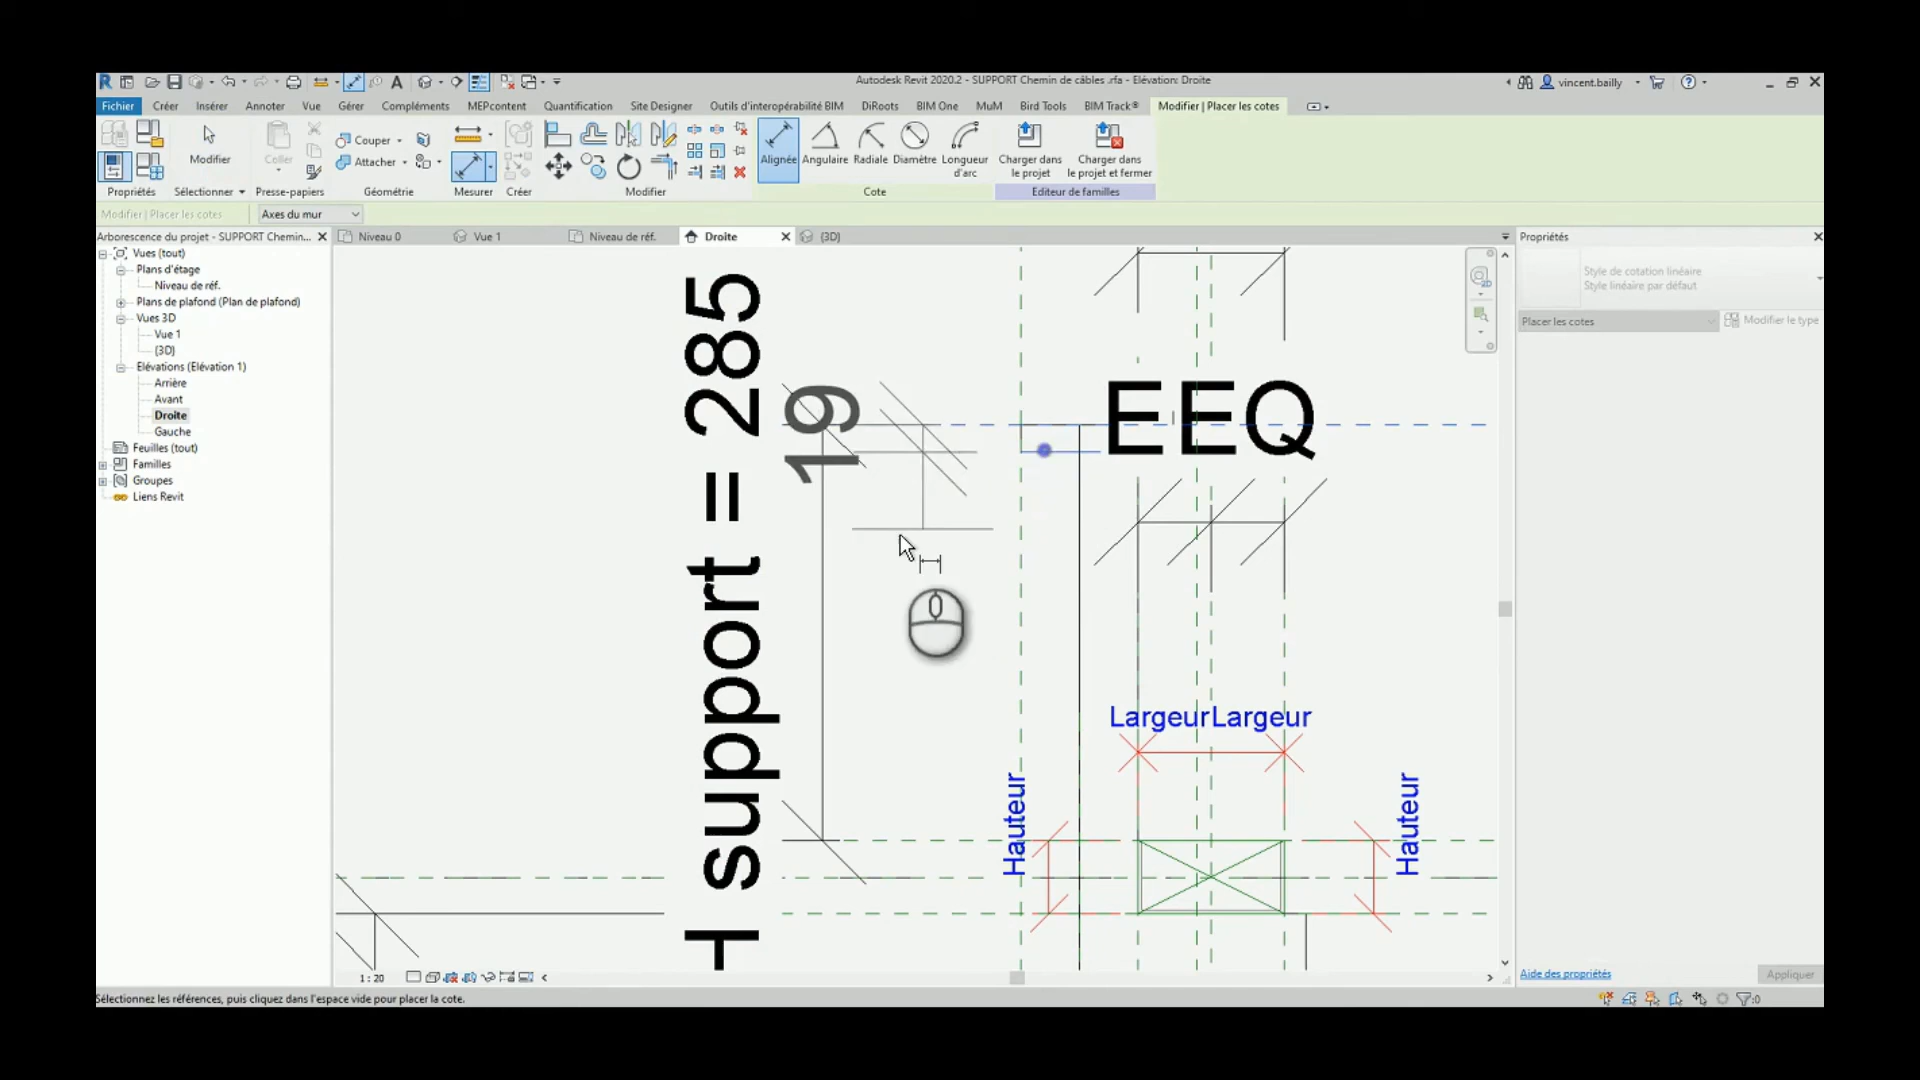 Autodesk Revit 2020.2 - SUPPORT Chemin de câbles .rfa - Elévation: Droite
vincent.bailly
Fichier Créer Insérer Annoter Vue Gérer Compléments MEPcontent Quantification Site Designer Outils d'interopérabilité BIM DiRoots BIM One MuM Bird Tools BIM Track® Modifier | Placer les cotes
Modifier
Coller
Couper
Attacher
Alignée Angulaire Radiale Diamètre Longueur d'arc
Charger dans le projet
Charger dans le projet et fermer
Propriétés Sélectionner Presse-papiers Géométrie Mesurer Créer Modifier Cote Editeur de familles
Modifier | Placer les cotes
Axes du mur
Arborescence du projet - SUPPORT Chemin...
Niveau 0
Vue 1
Niveau de réf.
Droite
{3D}
Propriétés
Vues (tout)
Plans d'étage
Niveau de réf.
Plans de plafond (Plan de plafond)
Vues 3D
Vue 1
{3D}
Elévations (Elévation 1)
Arrière
Avant
Droite
Gauche
Feuilles (tout)
Familles
Groupes
Liens Revit
H support = 285
19
EEQ
LargeurLargeur
Hauteur
Hauteur
Style de cotation linéaire
Style linéaire par défaut
Placer les cotes
Modifier le type
1 : 20
Aide des propriétés
Appliquer
Sélectionnez les références, puis cliquez dans l'espace vide pour placer la cote.
:0